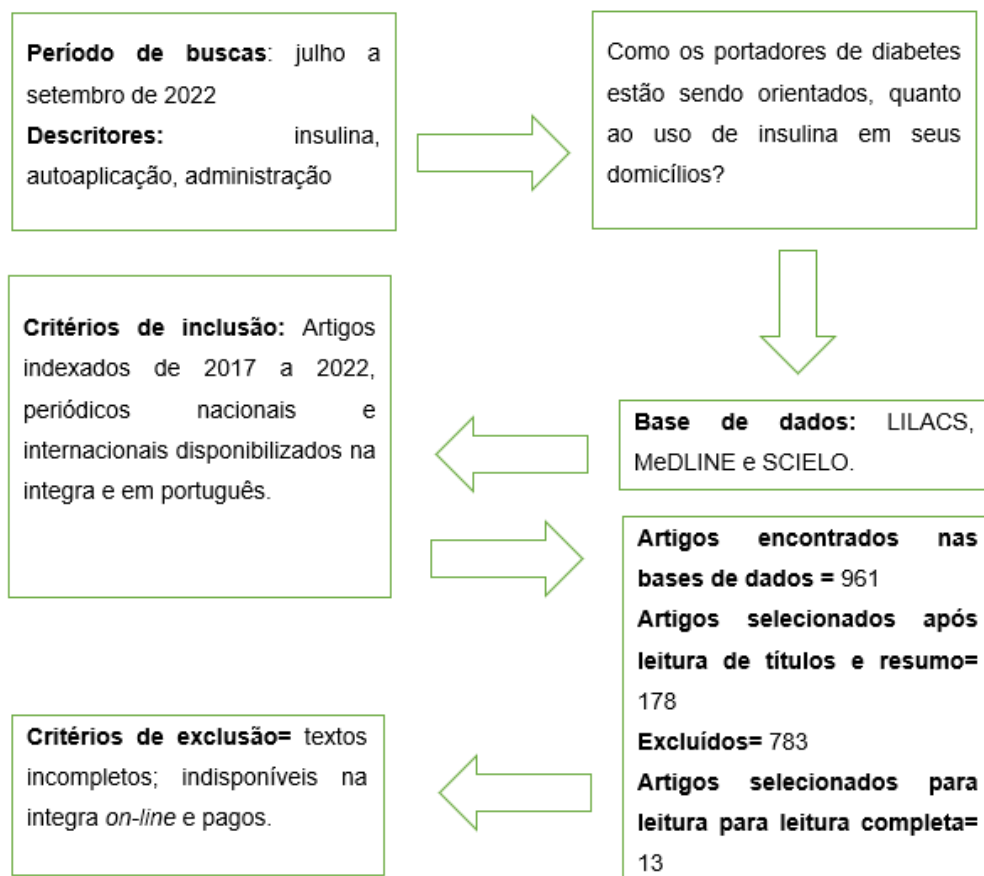 Período de buscas: julho a
setembro de 2022
Descritores: insulina,
autoaplicação, administração
Como os portadores de diabetes
estão sendo orientados, quanto
ao uso de insulina em seus
domicílios?
Base de dados: LILACS,
MeDLINE e SCIELO.
Critérios de inclusão: Artigos
indexados de 2017 a 2022,
periódicos nacionais e
internacionais disponibilizados na
integra e em português.
Artigos encontrados nas
bases de dados = 961
Artigos selecionados após
leitura de títulos e resumo=
178
Excluídos= 783
Artigos selecionados para
leitura para leitura completa=
13
Critérios de exclusão= textos
incompletos; indisponíveis na
integra on-line e pagos.